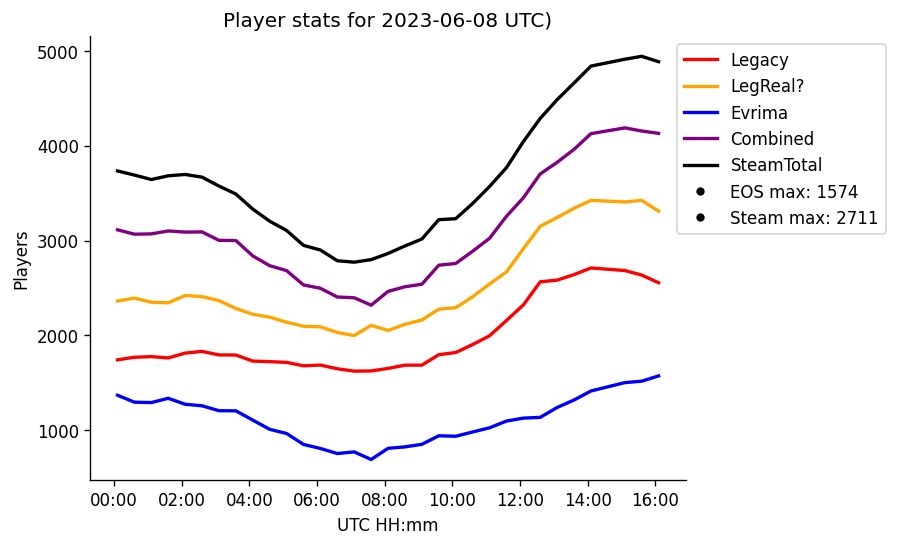 Player stats for 2023-06-08 UTC)
5000
4000
3000
2000
1000
Players
00:00 02:00 04:00 06:00 08:00 10:00 12:00 14:00 16:00
UTC HH:mm
Legacy
LegReal?
Evrima
Combined
SteamTotal
EOS max: 1574
Steam max: 2711